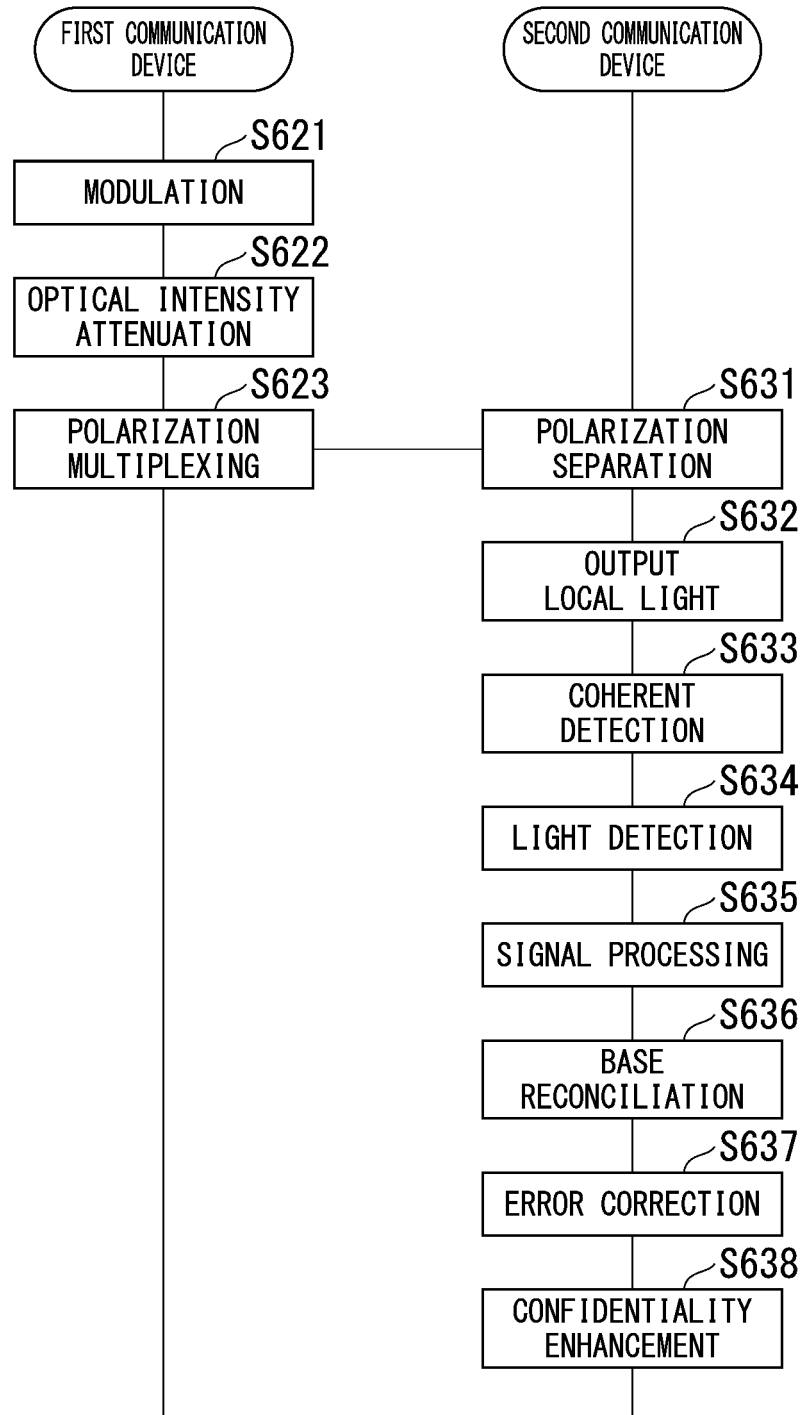 FIRST COMMUNICATION
DEVICE
SECOND COMMUNICATION
DEVICE
S621
MODULATION
S622
OPTICAL INTENSITY
ATTENUATION
S623
POLARIZATION
MULTIPLEXING
S631
POLARIZATION
SEPARATION
S632
OUTPUT
LOCAL LIGHT
S633
COHERENT
DETECTION
S634
LIGHT DETECTION
S635
SIGNAL PROCESSING
S636
BASE
RECONCILIATION
S637
ERROR CORRECTION
S638
CONFIDENTIALITY
ENHANCEMENT